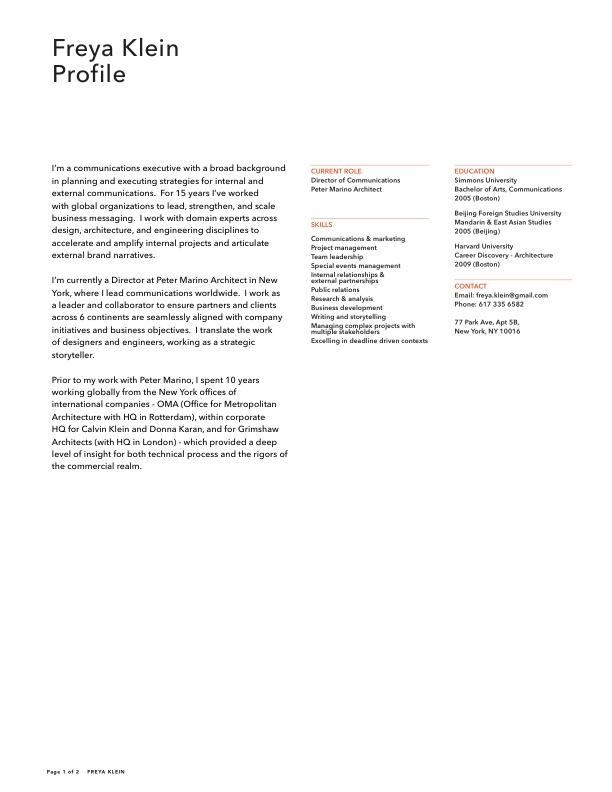 Freya Klein
Profile
I'm a communications executive with a broad background
in planning and executing strategies for internal and
external communications.  For 15 years I've worked
with global organizations to lead, strengthen, and scale
business messaging.  I work with domain experts across
design, architecture, and engineering disciplines to
accelerate and amplify internal projects and articulate
external brand narratives.
I'm currently a Director at Peter Marino Architect in New
York, where I lead communications worldwide.  I work as
a leader and collaborator to ensure partners and clients
across 6 continents are seamlessly aligned with company
initiatives and business objectives.  I translate the work
of designers and engineers, working as a strategic
storyteller.
Prior to my work with Peter Marino, I spent 10 years
working globally from the New York offices of
international companies - OMA (Office for Metropolitan
Architecture with HQ in Rotterdam), within corporate
HQ for Calvin Klein and Donna Karan, and for Grimshaw
Architects (with HQ in London) - which provided a deep
level of insight for both technical process and the rigors of
the commercial realm.
CURRENT ROLE
Director of Communications
Peter Marino Architect
SKILLS
Communications & marketing
Project management
Team leadership
Special events management
Internal relationships &
external partnerships
Public relations
Research & analysis
Business development
Writing and storytelling
Managing complex projects with
multiple stakeholders
Excelling in deadline driven contexts
EDUCATION
Simmons University
Bachelor of Arts, Communications
2005 (Boston)
Beijing Foreign Studies University
Mandarin & East Asian Studies
2005 (Beijing)
Harvard University
Career Discovery - Architecture
2009 (Boston)
CONTACT
Email: freya.klein@gmail.com
Phone: 617 335 6582
77 Park Ave, Apt 5B,
New York, NY 10016
Page 1 of 2    FREYA KLEIN